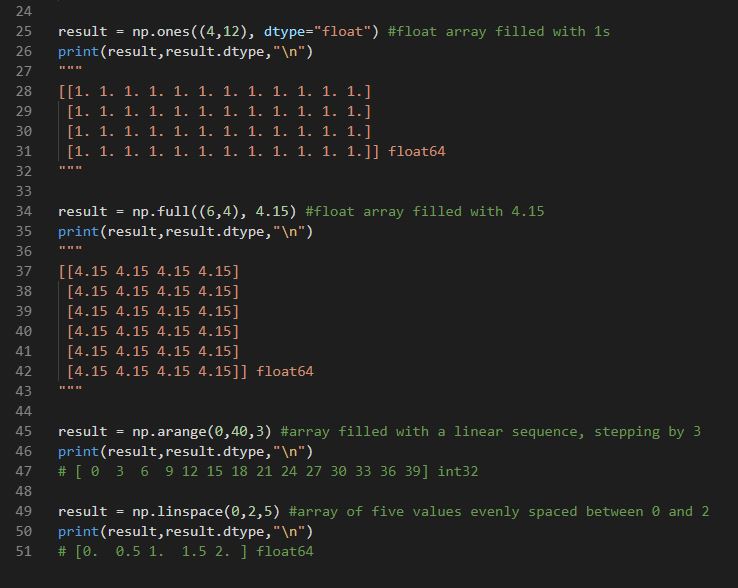 24
25 result = np.ones((4,12), dtype="float") #float array filled with 1s
26 print(result,result.dtype,"\n")
27 """
28 [[1. 1. 1. 1. 1. 1. 1. 1. 1. 1. 1. 1.]
29  [1. 1. 1. 1. 1. 1. 1. 1. 1. 1. 1. 1.]
30  [1. 1. 1. 1. 1. 1. 1. 1. 1. 1. 1. 1.]
31  [1. 1. 1. 1. 1. 1. 1. 1. 1. 1. 1. 1.]] float64
32 """
33
34 result = np.full((6,4), 4.15) #float array filled with 4.15
35 print(result,result.dtype,"\n")
36 """
37 [[4.15 4.15 4.15 4.15]
38  [4.15 4.15 4.15 4.15]
39  [4.15 4.15 4.15 4.15]
40  [4.15 4.15 4.15 4.15]
41  [4.15 4.15 4.15 4.15]
42  [4.15 4.15 4.15 4.15]] float64
43 """
44
45 result = np.arange(0,40,3) #array filled with a linear sequence, stepping by 3
46 print(result,result.dtype,"\n")
47 # [ 0  3  6  9 12 15 18 21 24 27 30 33 36 39] int32
48
49 result = np.linspace(0,2,5) #array of five values evenly spaced between 0 and 2
50 print(result,result.dtype,"\n")
51 # [0.  0.5 1.  1.5 2. ] float64